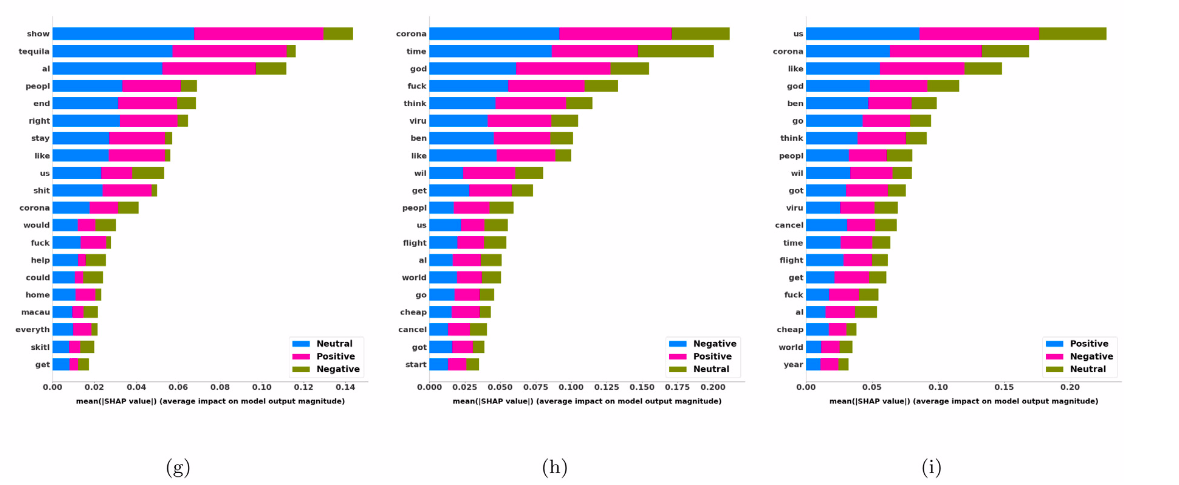 show
tequila
al
peopl
end
right
stay
like
us
shit
corona
would
fuck
help
could
home
macau
everyth
skitl
get
Neutral
Positive
Negative
0.00 0.02 0.04 0.06 0.08 0.10 0.12 0.14
mean(|SHAP value|) (average impact on model output magnitude)
(g)
corona
time
god
fuck
think
viru
ben
like
wil
get
peopl
us
flight
al
world
go
cheap
cancel
got
start
Negative
Positive
Neutral
0.00 0.025 0.050 0.075 0.100 0.125 0.150 0.175 0.200
mean(|SHAP value|) (average impact on model output magnitude)
(h)
us
corona
like
god
ben
go
think
peopl
wil
got
viru
cancel
time
flight
get
fuck
al
cheap
world
year
Positive
Negative
Neutral
0.00 0.05 0.10 0.15 0.20
mean(|SHAP value|) (average impact on model output magnitude)
(i)